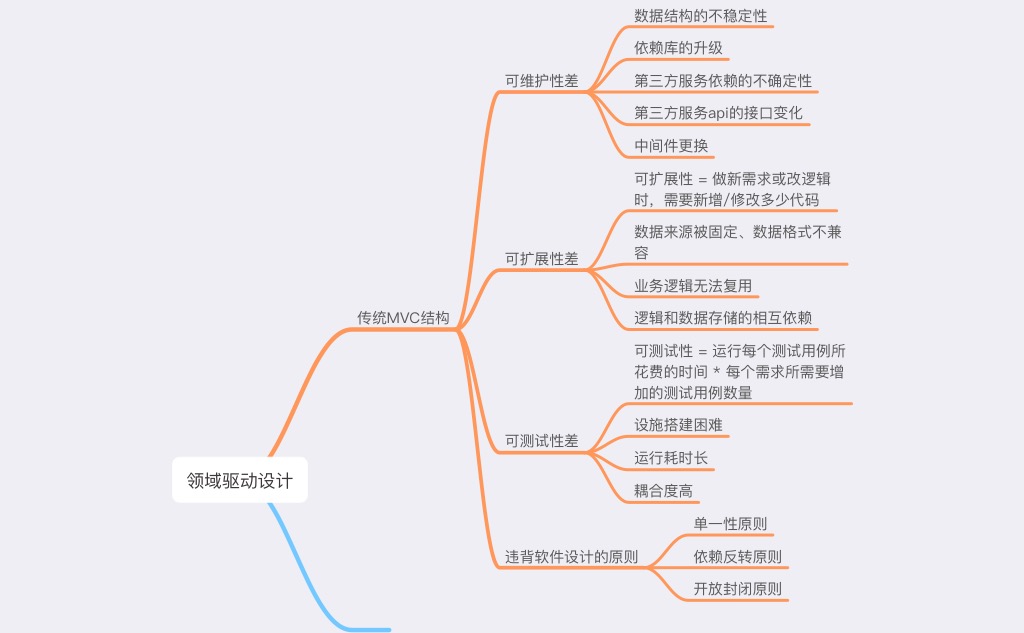 数据结构的不稳定性
依赖库的升级
可维护性差
第三方服务依赖的不确定性
第三方服务api的接口变化
中间件更换
可扩展性 = 做新需求或改逻辑
时，需要新增/修改多少代码
数据来源被固定、数据格式不兼
容
可扩展性差
业务逻辑无法复用
逻辑和数据存储的相互依赖
传统MVC结构
可测试性 = 运行每个测试用例所
花费的时间 * 每个需求所需要增
加的测试用例数量
设施搭建困难
可测试性差
运行耗时长
耦合度高
领域驱动设计
单一性原则
违背软件设计的原则
依赖反转原则
开放封闭原则